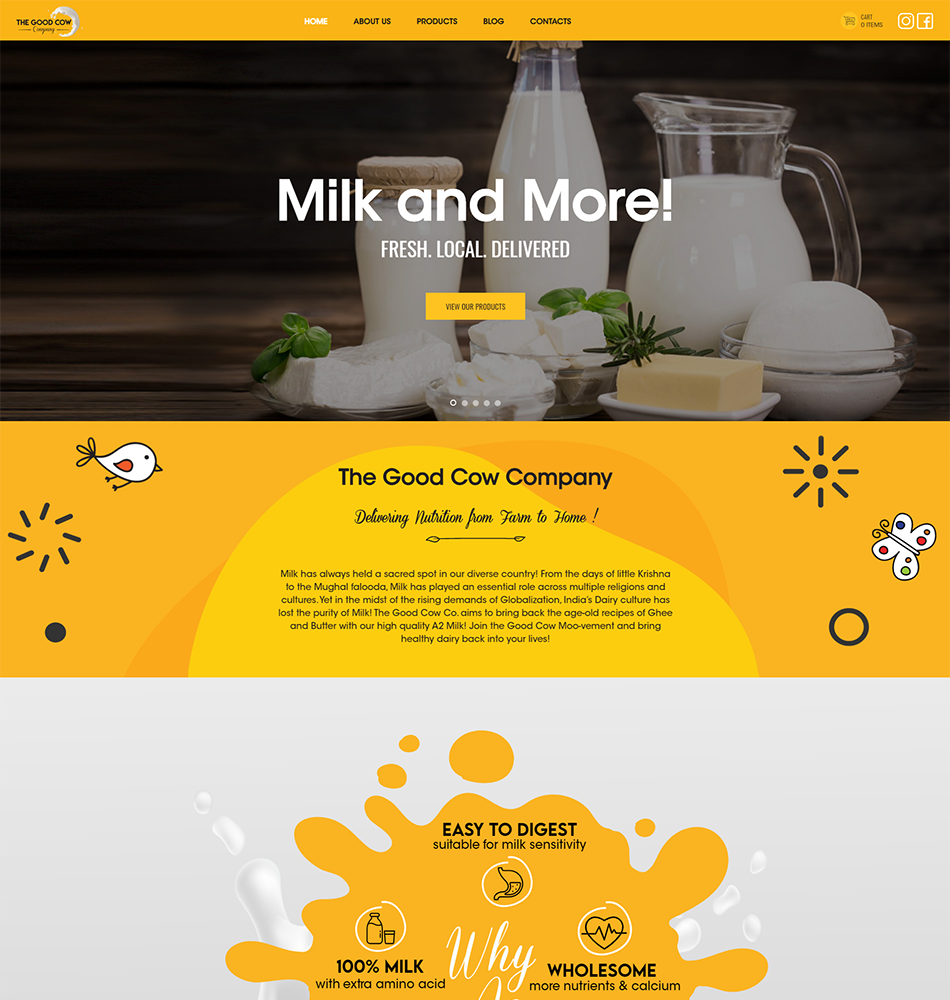 THE GOOD COW
Company
HOME
ABOUT US
PRODUCTS
BLOG
CONTACTS
CART
0 ITEMS
Milk and More!
FRESH. LOCAL. DELIVERED
VIEW OUR PRODUCTS
The Good Cow Company
Delivering Nutrition from Farm to Home !
Milk has always held a sacred spot in our diverse country! From the days of little Krishna
to the Mughal falooda, Milk has played an essential role across multiple religions and
cultures. Yet in the midst of the rising demands of Globalization, India's Dairy culture has
lost the purity of Milk! The Good Cow Co. aims to bring back the age-old recipes of Ghee
and Butter with our high quality A2 Milk! Join the Good Cow Moo-vement and bring
healthy dairy back into your lives!
EASY TO DIGEST
suitable for milk sensitivity
Why
100% MILK
with extra amino acid
WHOLESOME
more nutrients & calcium